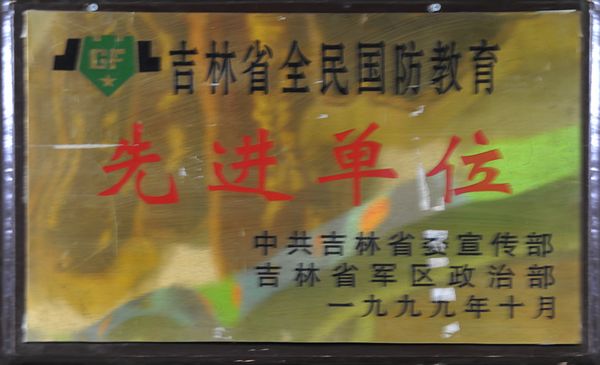 GF
吉林省全民国防教育
先进单位
中共吉林省委宣传部
吉林省军区政治部
一九九九年十月